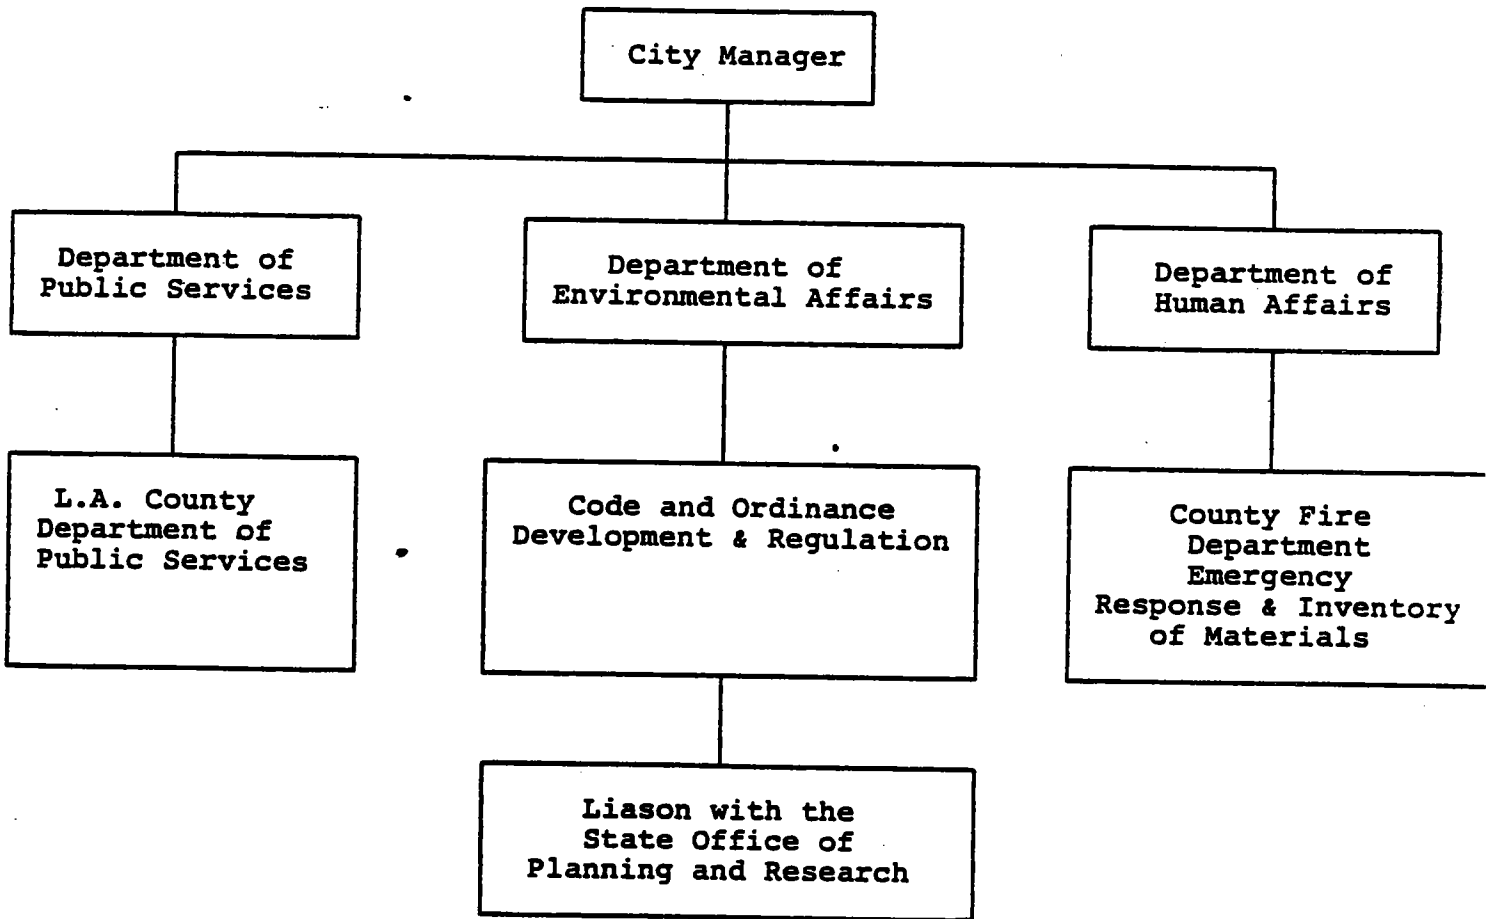 City Manager
Department of
Public Services
Department of
Environmental Affairs
Department of
Human Affairs
L.A. County
Department of
Public Services
Code and Ordinance
Development & Regulation
County Fire
Department
Emergency
Response & Inventory
of Materials
Liason with the
State Office of
Planning and Research